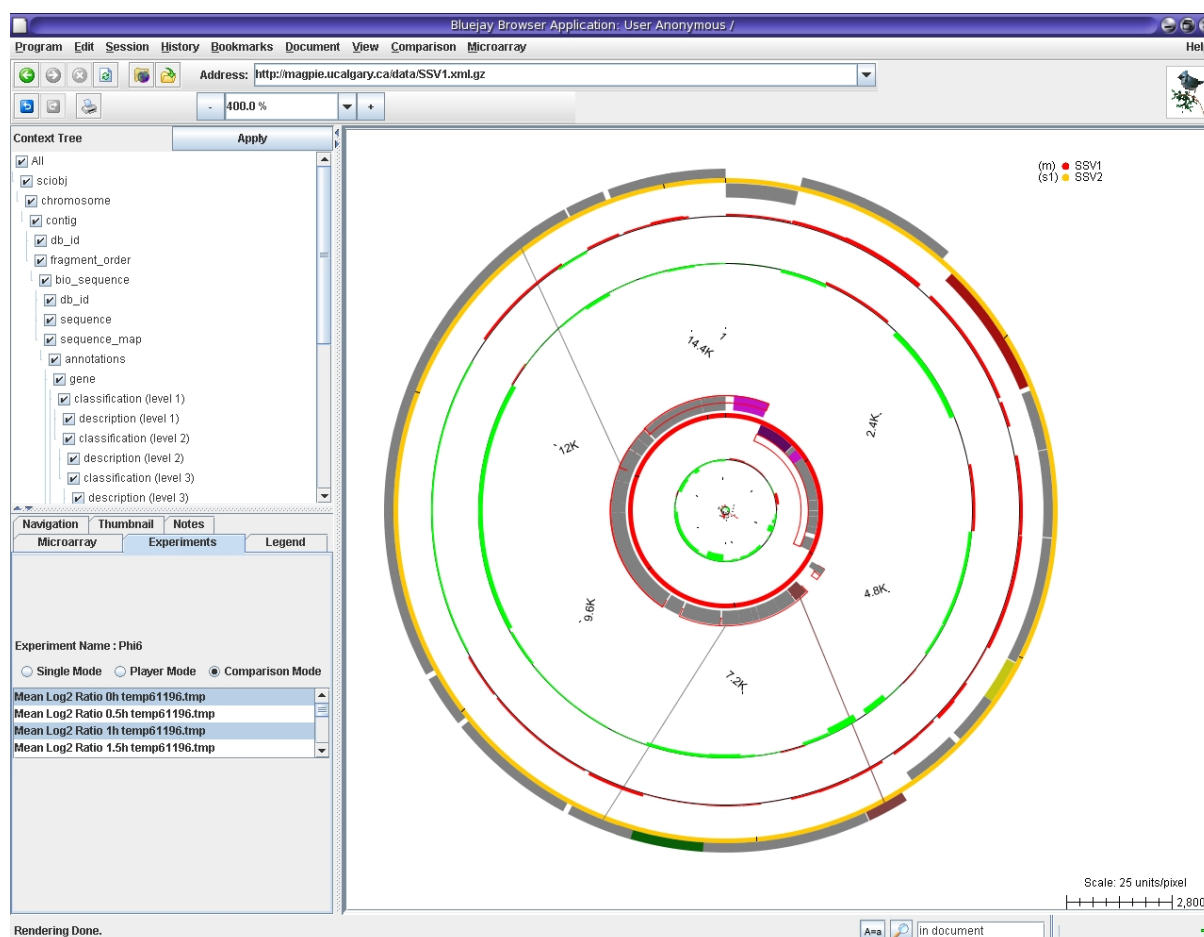 Bluejay Browser Application: User Anonymous /
Program Edit Session History Bookmarks Document View Comparison Microarray
Address: http://magpie.ucalgary.ca/data/SSV1.xml.gz
- 400.0 % +
Context Tree Apply
All
sciobj
chromosome
contig
db_id
fragment_order
bio_sequence
db_id
sequence
sequence_map
annotations
gene
classification (level 1)
description (level 1)
classification (level 2)
description (level 2)
classification (level 3)
description (level 3)
Navigation Thumbnail Notes
Microarray Experiments Legend
Experiment Name : Phi6
Single Mode Player Mode Comparison Mode
Mean Log2 Ratio 0h temp61196.tmp
Mean Log2 Ratio 0.5h temp61196.tmp
Mean Log2 Ratio 1h temp61196.tmp
Mean Log2 Ratio 1.5h temp61196.tmp
(m) SSV1
(s1) SSV2
1
14.4K
2.4K
12K
4.8K
9.6K
7.2K
Scale: 25 units/pixel
2,800
Rendering Done.
A=a in document